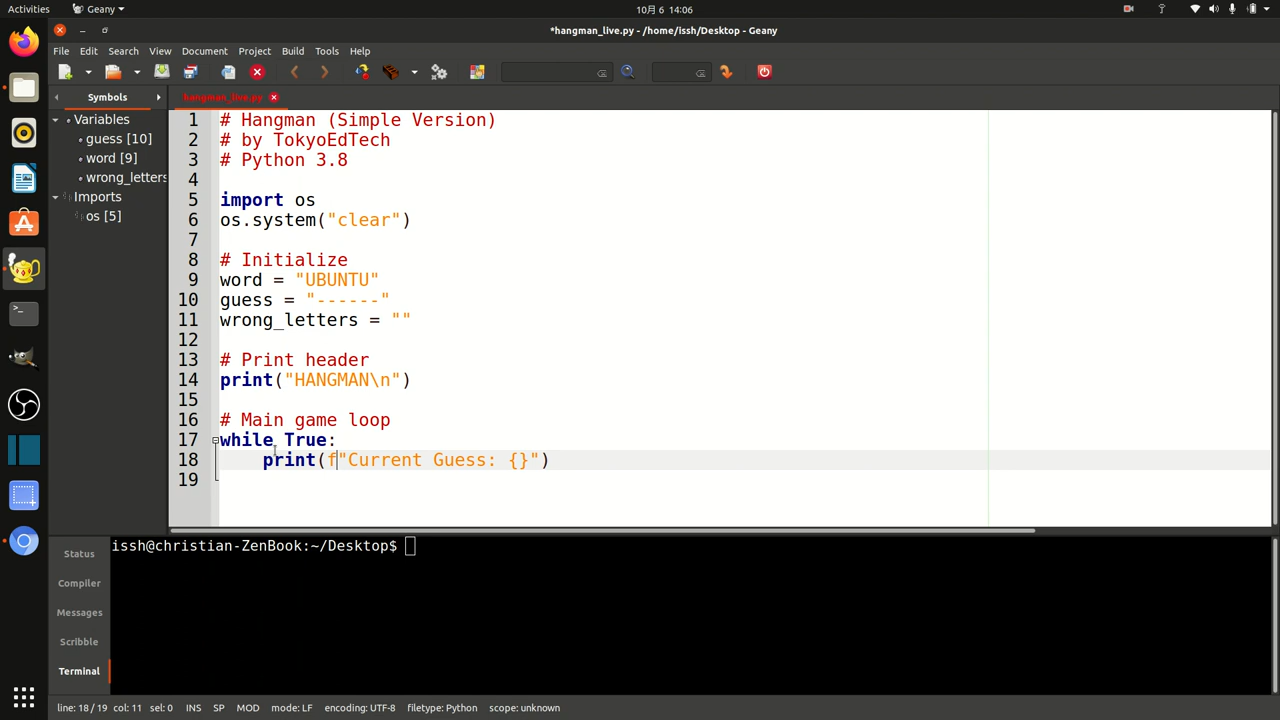 Activities
Geany
10月 6 14:06
*hangman_live.py - /home/issh/Desktop - Geany
File Edit Search View Document Project Build Tools Help
Symbols
hangman_live.py
Variables
guess [10]
word [9]
wrong_letters
Imports
os [5]
1 # Hangman (Simple Version)
2 # by TokyoEdTech
3 # Python 3.8
4
5 import os
6 os.system("clear")
7
8 # Initialize
9 word = "UBUNTU"
10 guess = "------"
11 wrong_letters = ""
12
13 # Print header
14 print("HANGMAN\n")
15
16 # Main game loop
17 while True:
18     print(f"Current Guess: {}")
19
Status
Compiler
Messages
Scribble
Terminal
issh@christian-ZenBook:~/Desktop$
line: 18 / 19 col: 11 sel: 0 INS SP MOD mode: LF encoding: UTF-8 filetype: Python scope: unknown